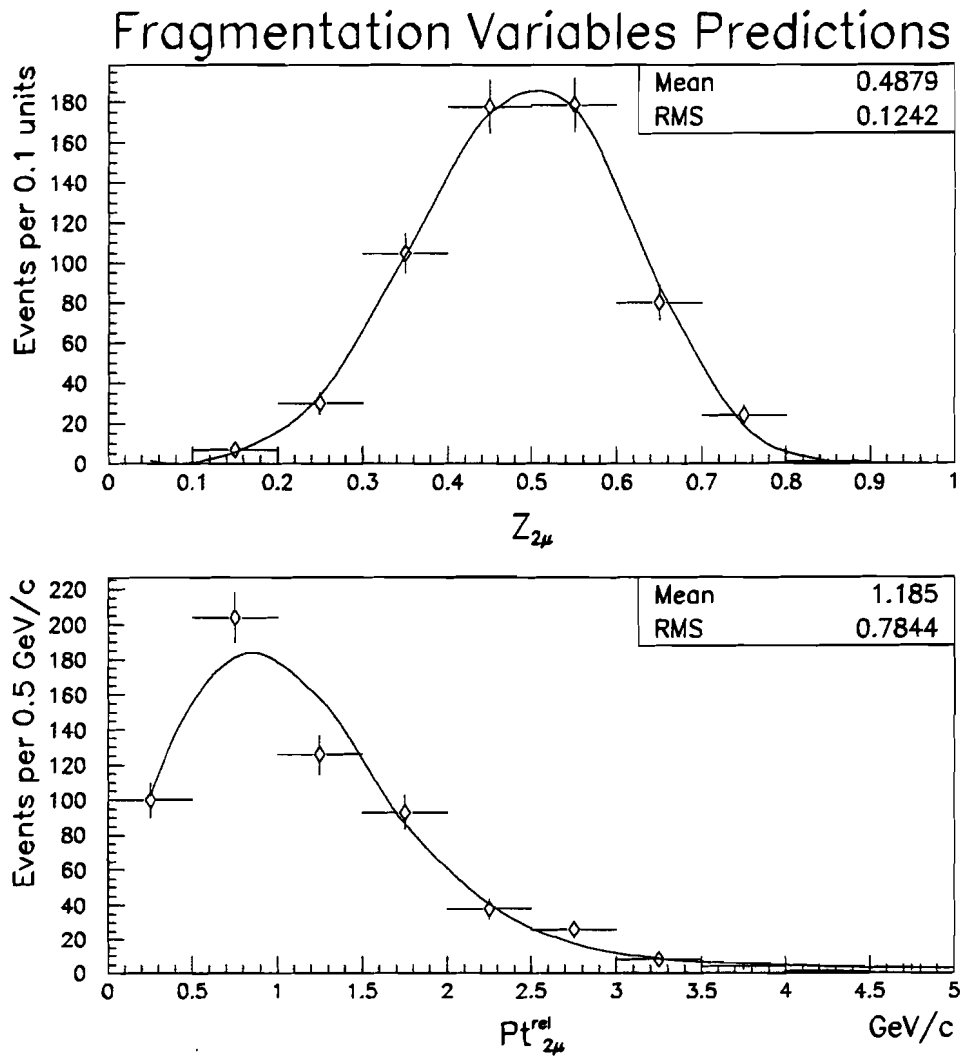 Fragmentation Variables Predictions
Mean 0.4879
RMS 0.1242
Events per 0.1 units
180
160
140
120
100
80
60
40
20
0
0 0.1 0.2 0.3 0.4 0.5 0.6 0.7 0.8 0.9 1
Z2μ
Mean 1.185
RMS 0.7844
Events per 0.5 GeV/c
220
200
180
160
140
120
100
80
60
40
20
0
0 0.5 1 1.5 2 2.5 3 3.5 4 4.5 5
Pt rel 2μ GeV/c